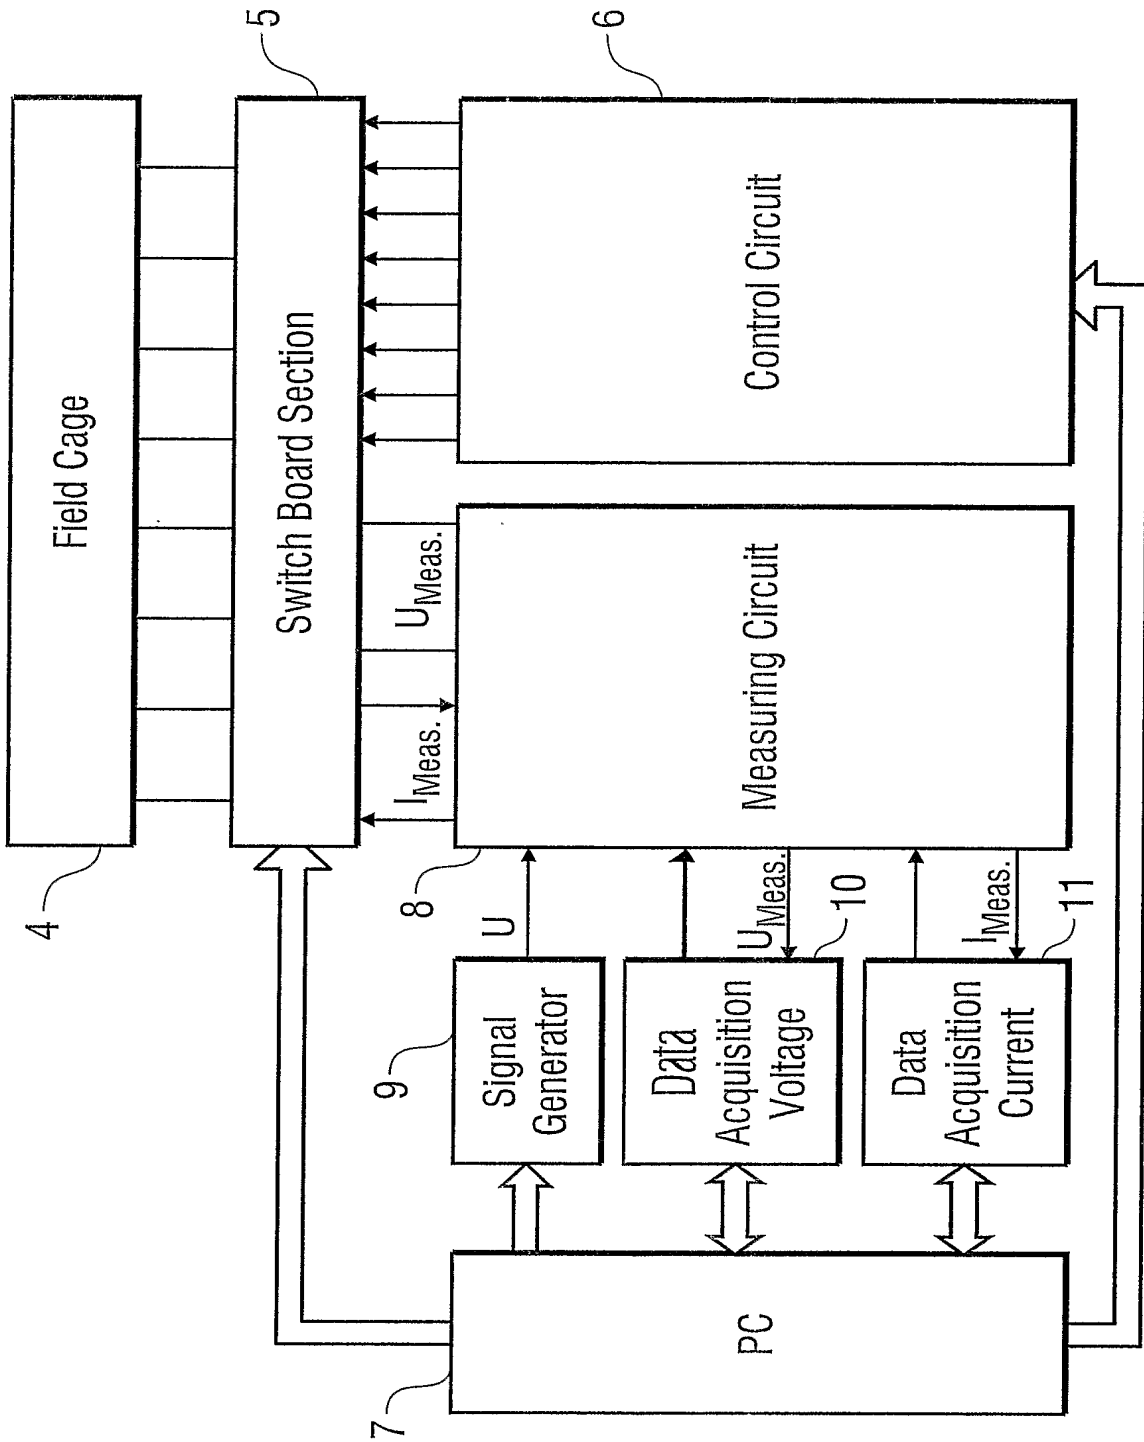 4
Field Cage
5
Switch Board Section
I Meas.
U Meas.
6
Control Circuit
8
Measuring Circuit
U
9
Signal
Generator
U Meas.
10
Data
Acquisition
Voltage
I Meas.
11
Data
Acquisition
Current
7
PC